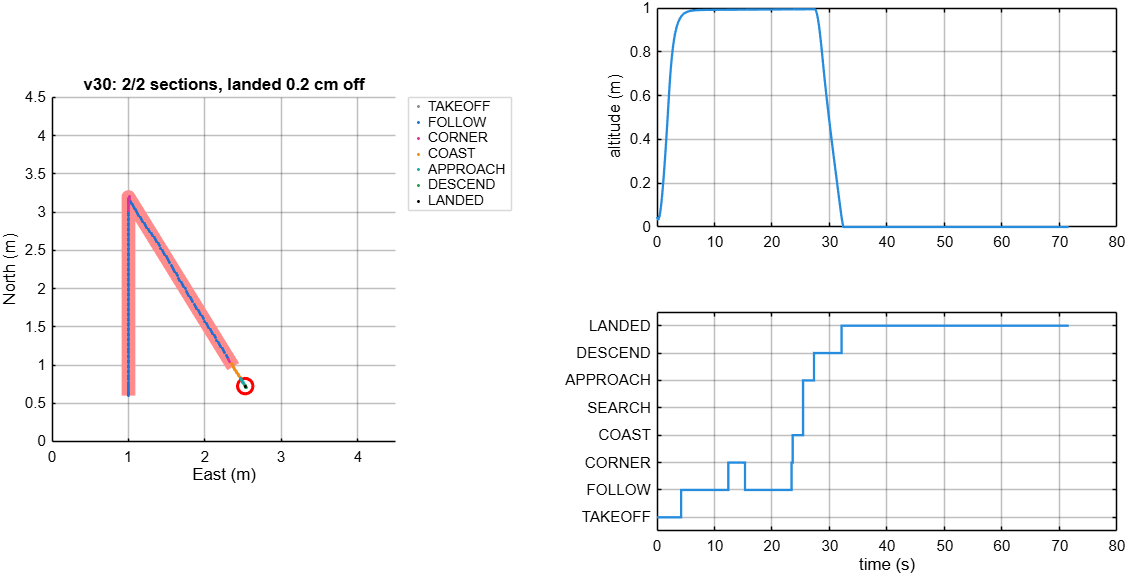 v30: 2/2 sections, landed 0.2 cm off
4.5
4
3.5
3
2.5
2
1.5
1
0.5
0
North (m)
0
1
2
3
4
East (m)
TAKEOFF
FOLLOW
CORNER
COAST
APPROACH
DESCEND
LANDED
1
0.8
0.6
0.4
0.2
0
altitude (m)
0
10
20
30
40
50
60
70
80
LANDED
DESCEND
APPROACH
SEARCH
COAST
CORNER
FOLLOW
TAKEOFF
0
10
20
30
40
50
60
70
80
time (s)